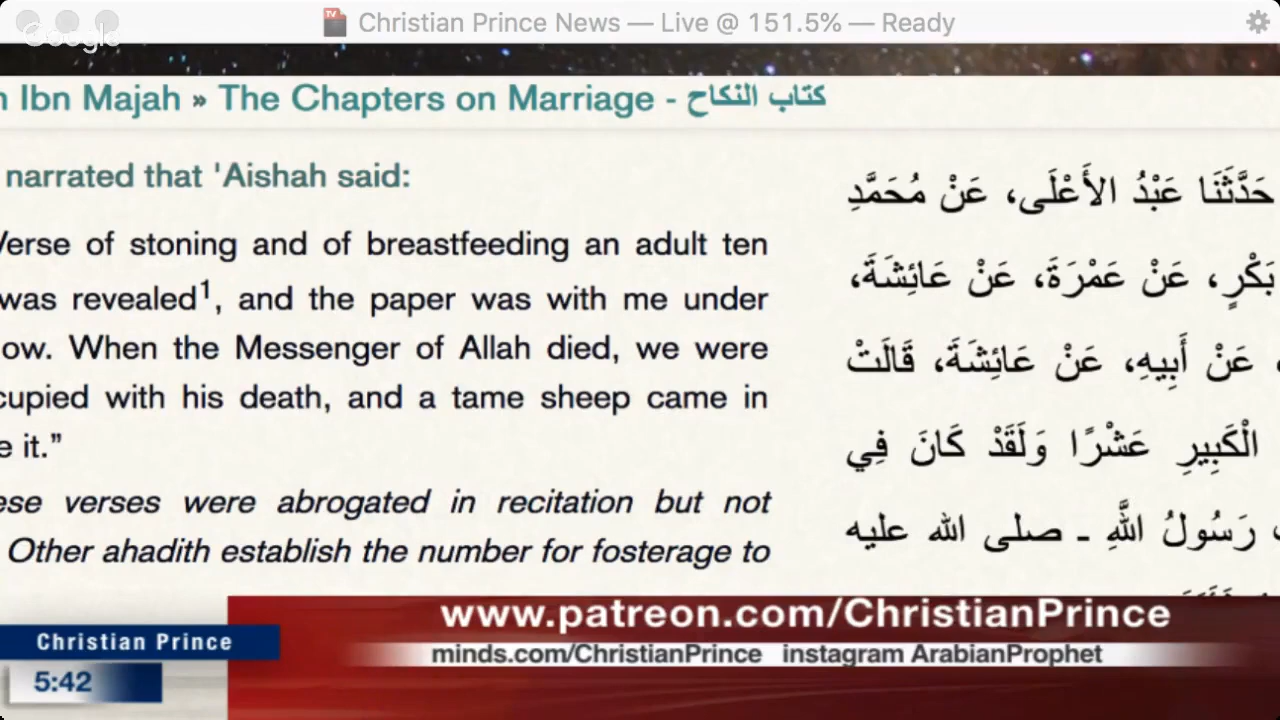 Christian Prince News — Live @ 151.5% — Ready
Google
Ibn Majah » The Chapters on Marriage - كتاب النكاح
narrated that 'Aishah said:
حَدَّثَنَا عَبْدُ الأَعْلَى، عَنْ مُحَمَّدِ
Verse of stoning and of breastfeeding an adult ten
was revealed¹, and the paper was with me under
بَكْرٍ، عَنْ عَمْرَةَ، عَنْ عَائِشَةَ،
ow. When the Messenger of Allah died, we were
عَنْ أَبِيهِ، عَنْ عَائِشَةَ، قَالَتْ
cupied with his death, and a tame sheep came in
e it.”
الْكَبِيرِ عَشْرًا وَلَقَدْ كَانَ فِي
ese verses were abrogated in recitation but not
Other ahadith establish the number for fosterage to
رَسُولُ اللَّهِ ـ صلى الله عليه
www.patreon.com/ChristianPrince
Christian Prince
minds.com/ChristianPrince instagram ArabianProphet
5:42